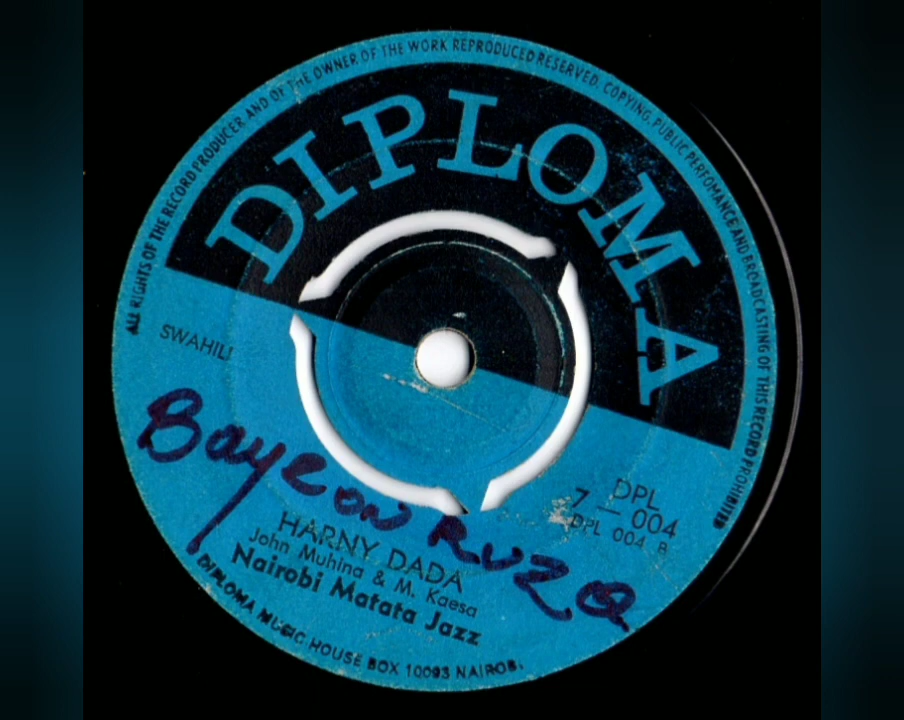 ALL RIGHTS OF THE RECORD PRODUCER AND OF THE OWNER OF THE WORK REPRODUCED RESERVED. COPYING, PUBLIC PERFOMANCE AND BROADCASTING OF THIS RECORD PROHIBITED
DIPLOMA
SWAHILI
DPL
7 — 004
DPL 004 B
HARNY DADA
John Muhina & M. Kaesa
Nairobi Matata Jazz
DIPLOMA MUSIC HOUSE BOX 10093 NAIROBI